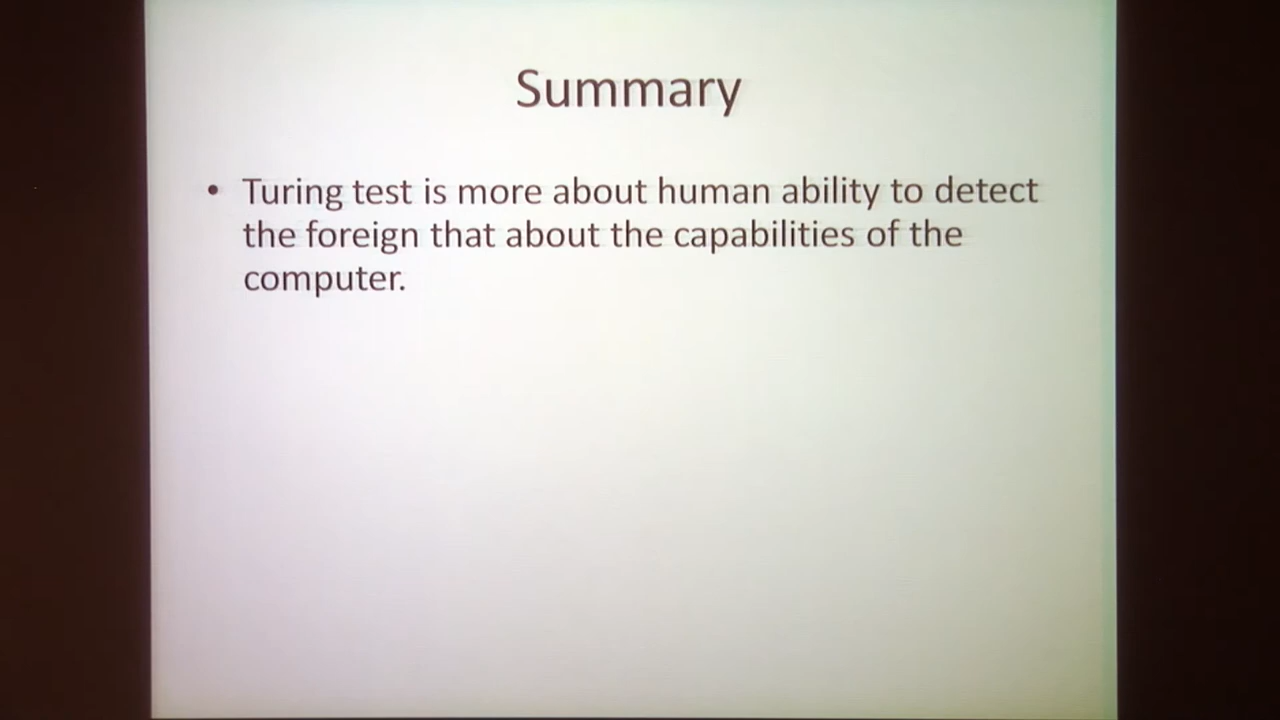 Summary
• Turing test is more about human ability to detect
the foreign that about the capabilities of the
computer.